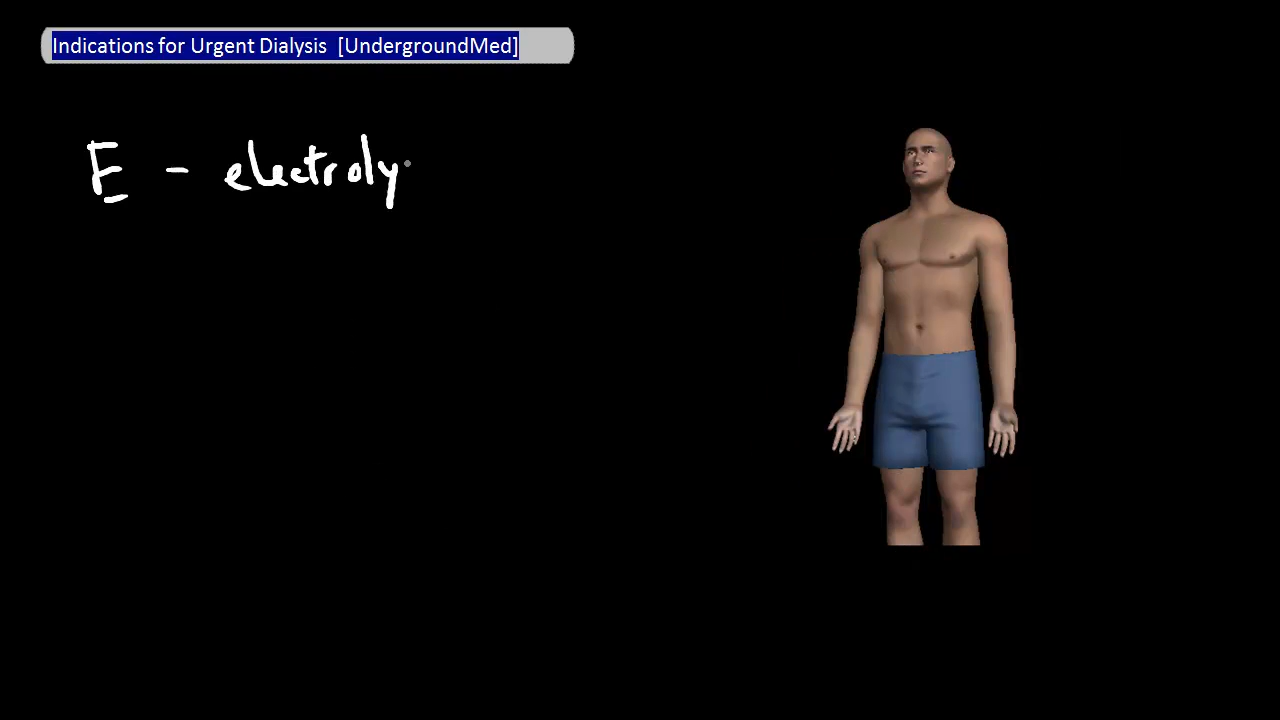 Indications for Urgent Dialysis [UndergroundMed]
E - electroly